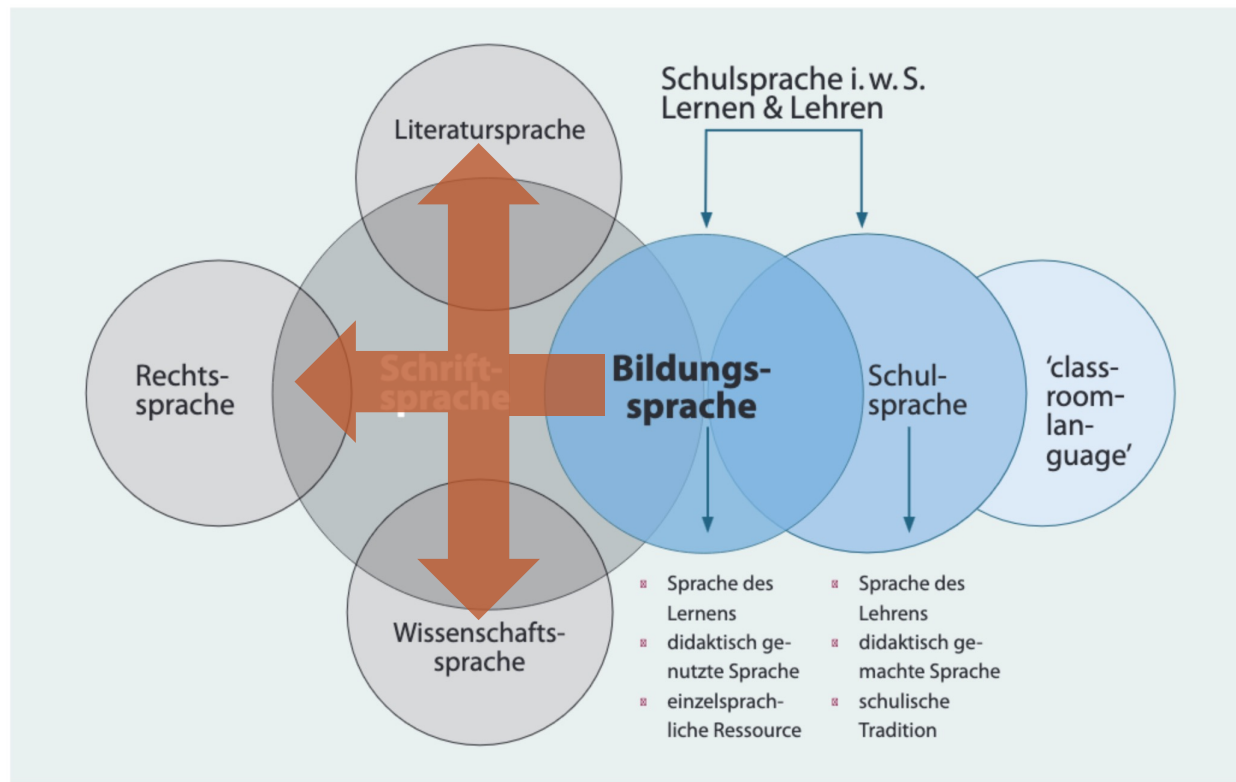 Schulsprache i. w. S.
Lernen & Lehren
Literatursprache
Rechts-
sprache
Schrift-
sprache
Bildungs-
sprache
Schul-
sprache
‘class-
room-
lan-
guage’
Wissenschafts-
sprache
Sprache des
Lernens
didaktisch ge-
nutzte Sprache
einzelsprach-
liche Ressource
Sprache des
Lehrens
didaktisch ge-
machte Sprache
schulische
Tradition